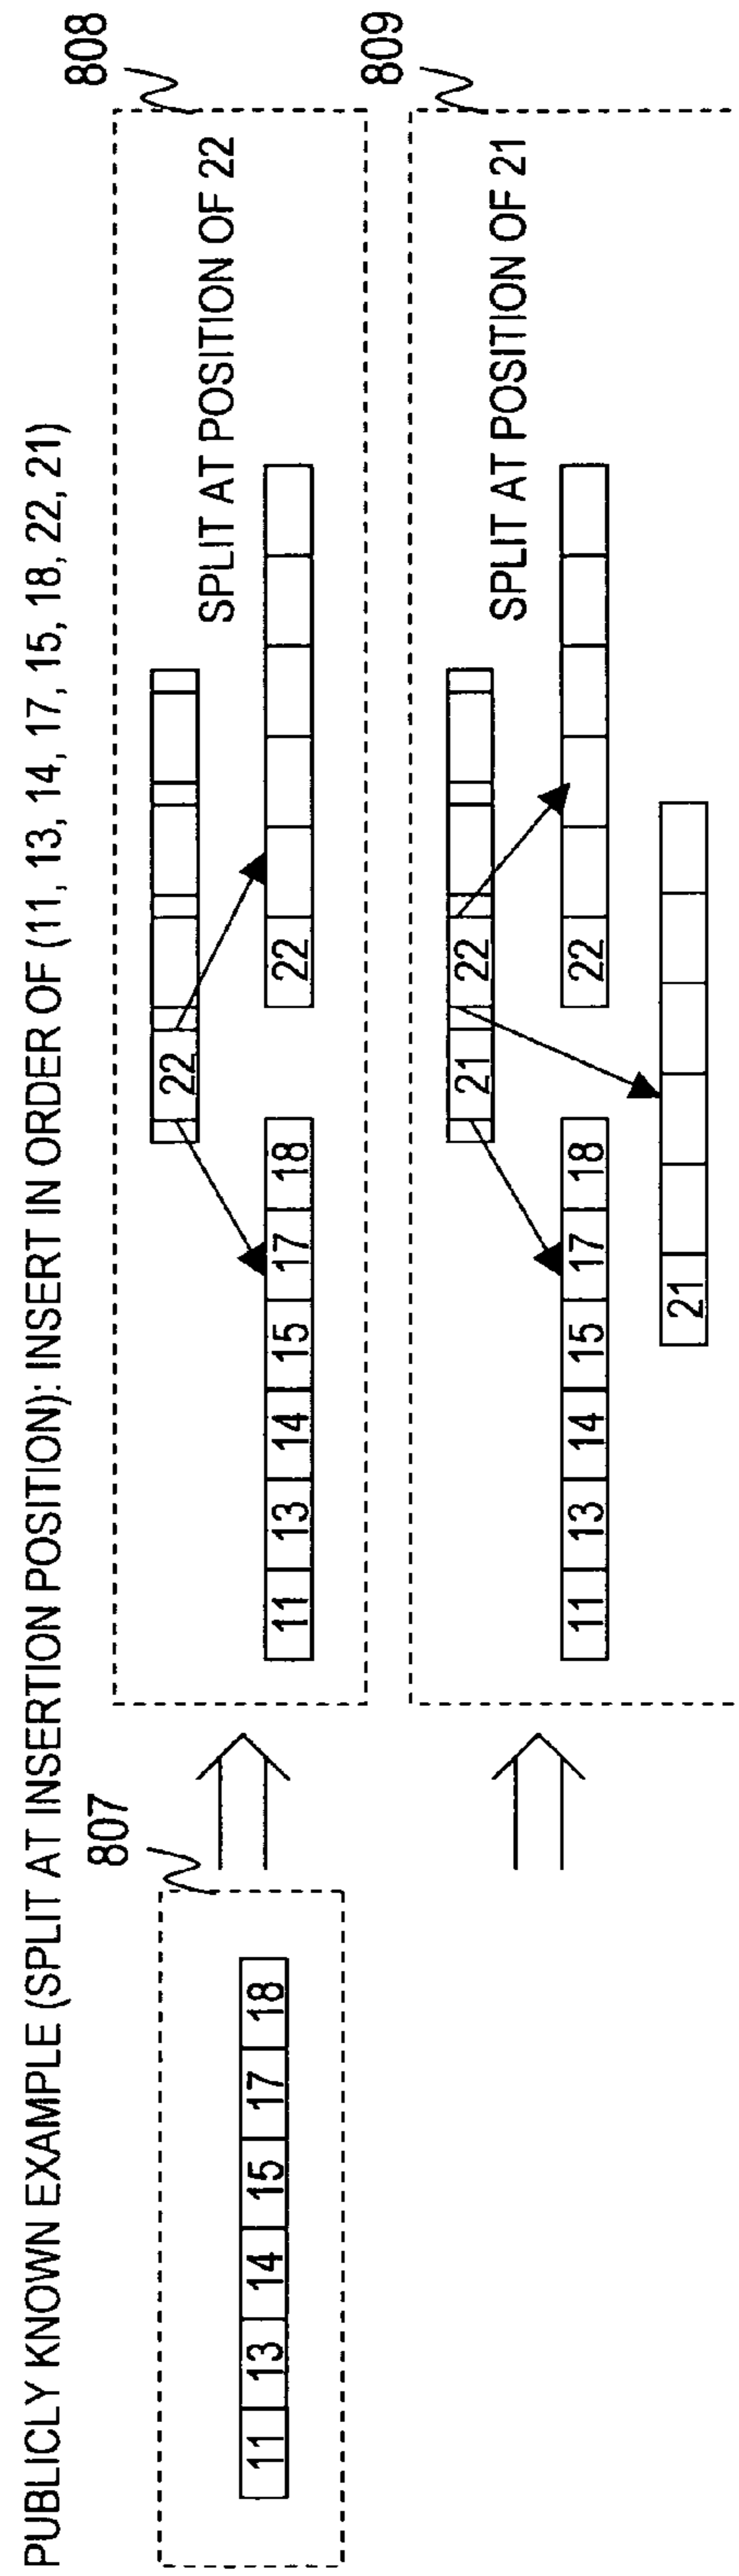 PUBLICLY KNOWN EXAMPLE (SPLIT AT INSERTION POSITION): INSERT IN ORDER OF (11, 13, 14, 17, 15, 18, 22, 21)
807
11 13 14 15 17 18
808
22
SPLIT AT POSITION OF 22
11 13 14 15 17 18
22
809
21 22
SPLIT AT POSITION OF 21
11 13 14 15 17 18
22
21